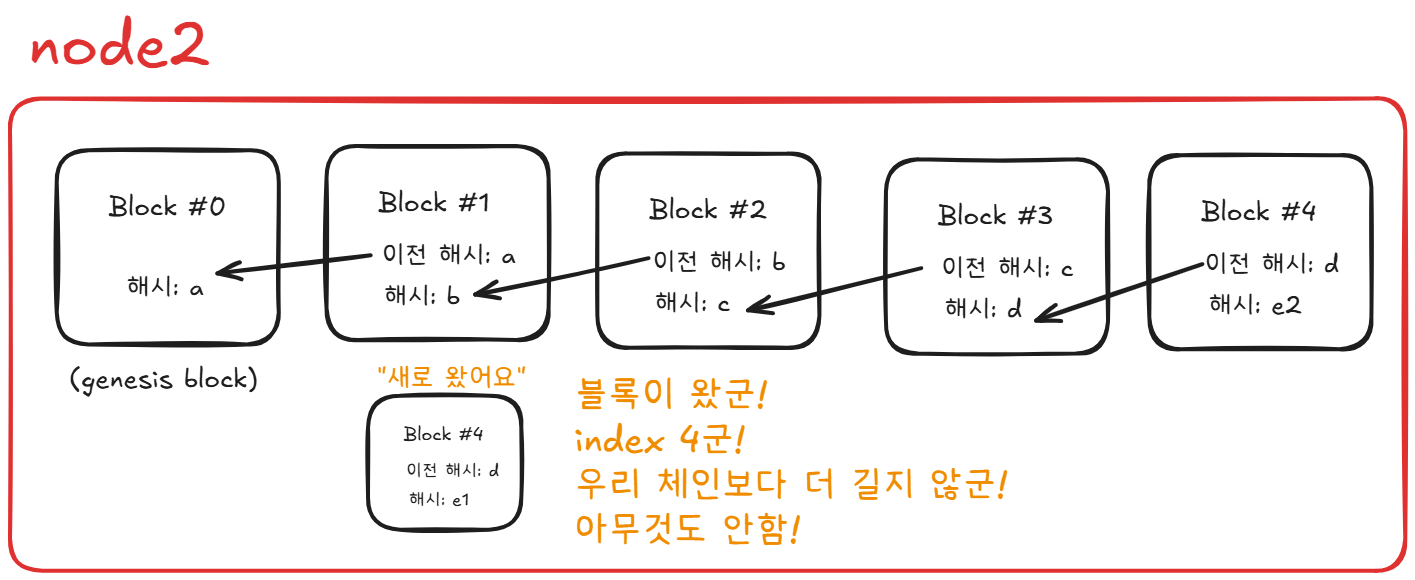 node2
Block #0
해시: a
(genesis block)
Block #1
이전 해시: a
해시: b
Block #2
이전 해시: b
해시: c
Block #3
이전 해시: c
해시: d
Block #4
이전 해시: d
해시: e2
"새로 왔어요"
Block #4
이전 해시: d
해시: e1
블록이 왔군!
index 4군!
우리 체인보다 더 길지 않군!
아무것도 안함!